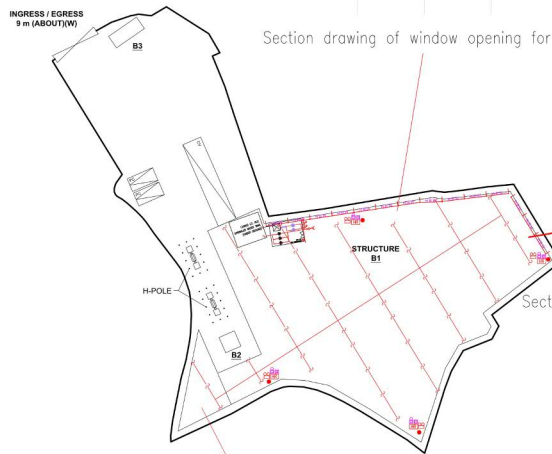 INGRESS / EGRESS
9 m (ABOUT)(W)
B3
Section drawing of window opening for
STRUCTURE
B1
H-POLE
B2
Sect